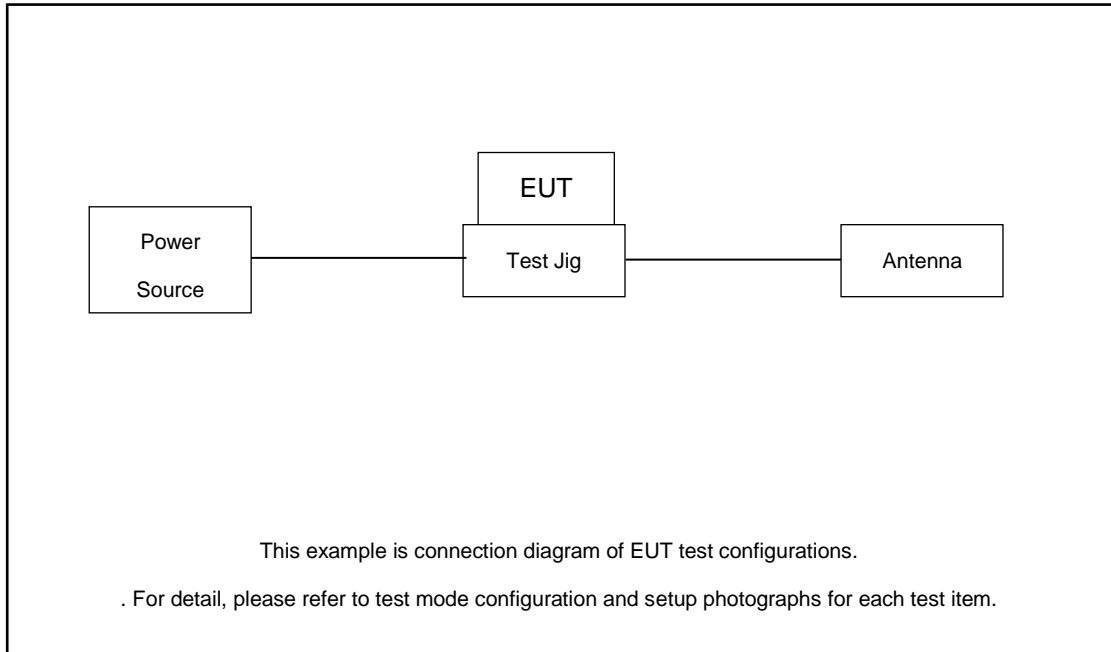 EUT
Power
Source
Test Jig
Antenna
This example is connection diagram of EUT test configurations.
. For detail, please refer to test mode configuration and setup photographs for each test item.